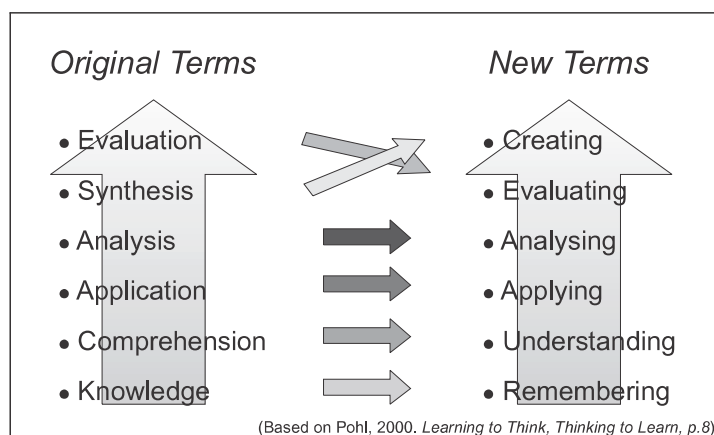 Original Terms
New Terms
• Evaluation
• Creating
• Synthesis
• Evaluating
• Analysis
• Analysing
• Application
• Applying
• Comprehension
• Understanding
• Knowledge
• Remembering
(Based on Pohl, 2000. Learning to Think, Thinking to Learn, p.8)